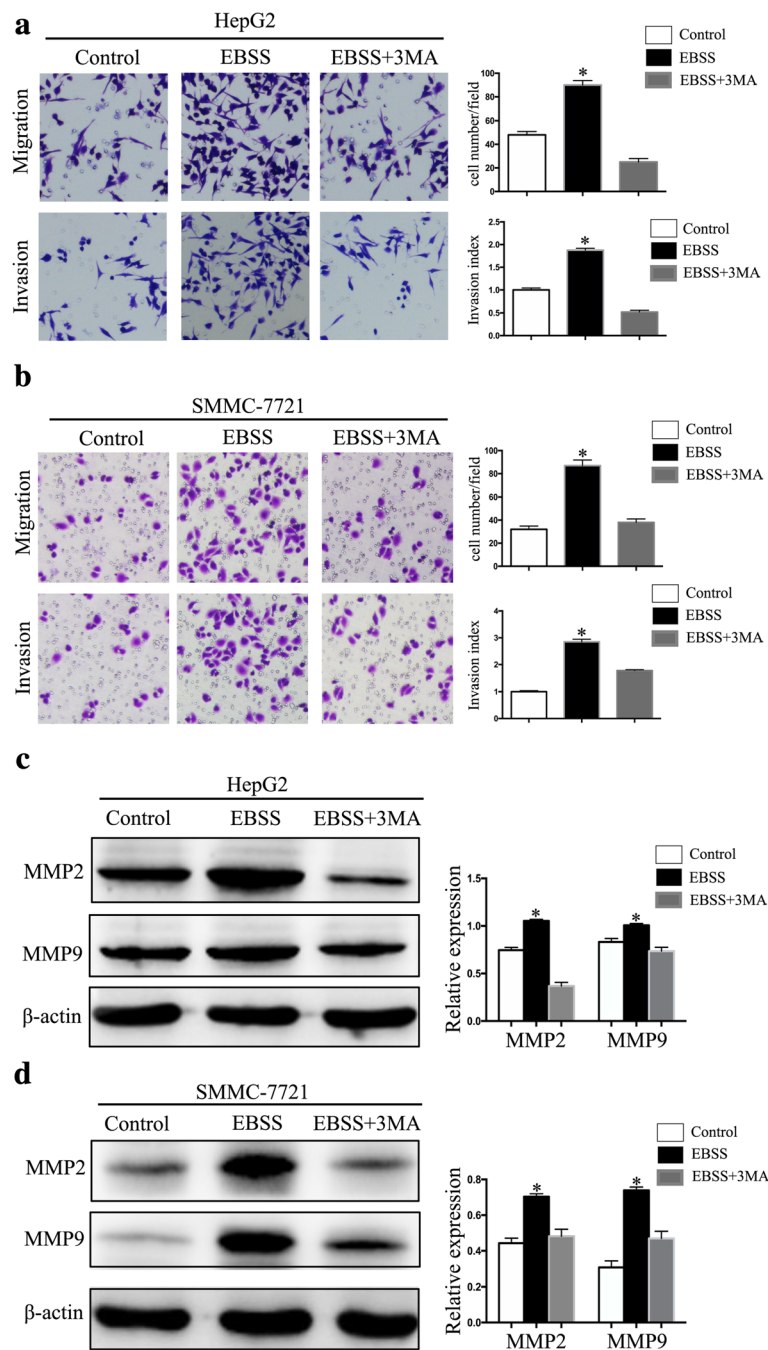 a
HepG2
Control EBSS EBSS+3MA
Migration
Invasion
cell number/field
100
80
60
40
20
0
*
Control
EBSS
EBSS+3MA
Invasion index
2.5
2.0
1.5
1.0
0.5
0.0
*
Control
EBSS
EBSS+3MA
b
SMMC-7721
Control EBSS EBSS+3MA
Migration
Invasion
cell number/field
100
80
60
40
20
0
*
Control
EBSS
EBSS+3MA
Invasion index
4
3
2
1
0
*
Control
EBSS
EBSS+3MA
c
HepG2
Control EBSS EBSS+3MA
MMP2
MMP9
β-actin
Relative expression
1.5
1.0
0.5
0.0
* *
MMP2 MMP9
Control
EBSS
EBSS+3MA
d
SMMC-7721
Control EBSS EBSS+3MA
MMP2
MMP9
β-actin
Relative expression
0.8
0.6
0.4
0.2
0.0
* *
MMP2 MMP9
Control
EBSS
EBSS+3MA